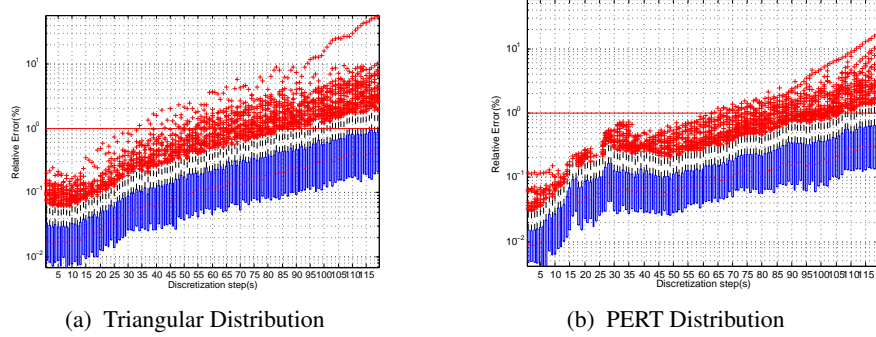 10^1
10^0
10^-1
10^-2
Relative Error(%)
5 10 15 20 25 30 35 40 45 50 55 60 65 70 75 80 85 90 95100105110115
Discretization step(s)
(a) Triangular Distribution
10^1
10^0
10^-1
10^-2
Relative Error(%)
5 10 15 20 25 30 35 40 45 50 55 60 65 70 75 80 85 90 95100105110115
Discretization step(s)
(b) PERT Distribution